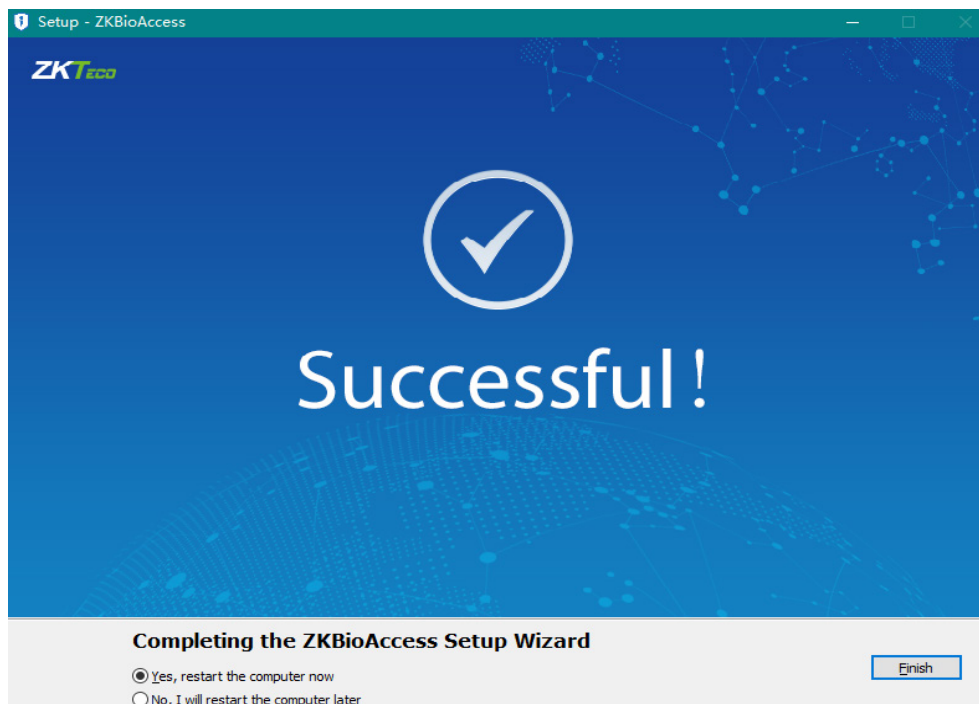 Setup - ZKBioAccess
ZKTECO
Successful!
Completing the ZKBioAccess Setup Wizard
Yes, restart the computer now
Finish
No, I will restart the computer later